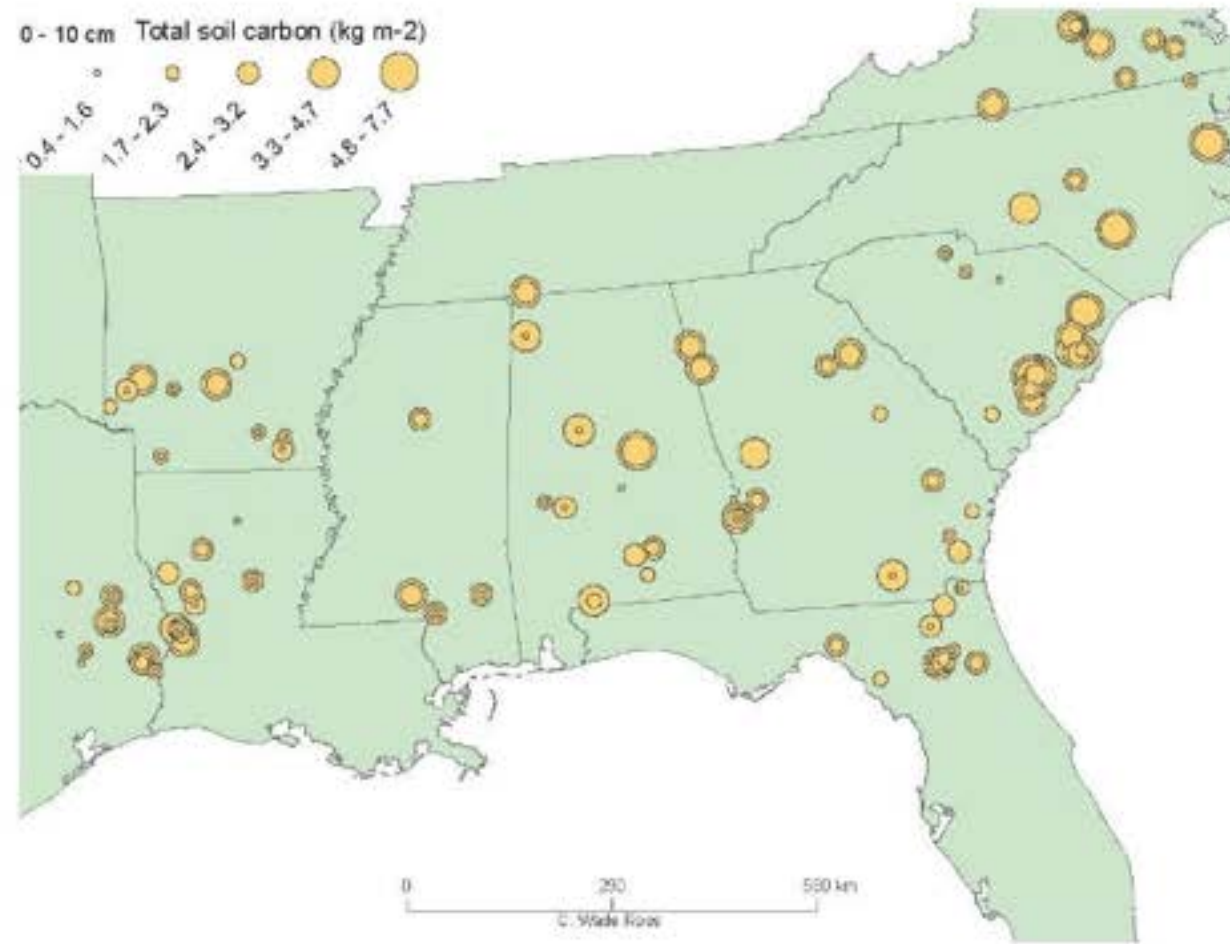 0 - 10 cm Total soil carbon (kg m-2)
0.4 - 1.6
1.7 - 2.3
2.4 - 3.2
3.3 - 4.7
4.8 - 7.7
0 290 580 km
C. Wade Ross